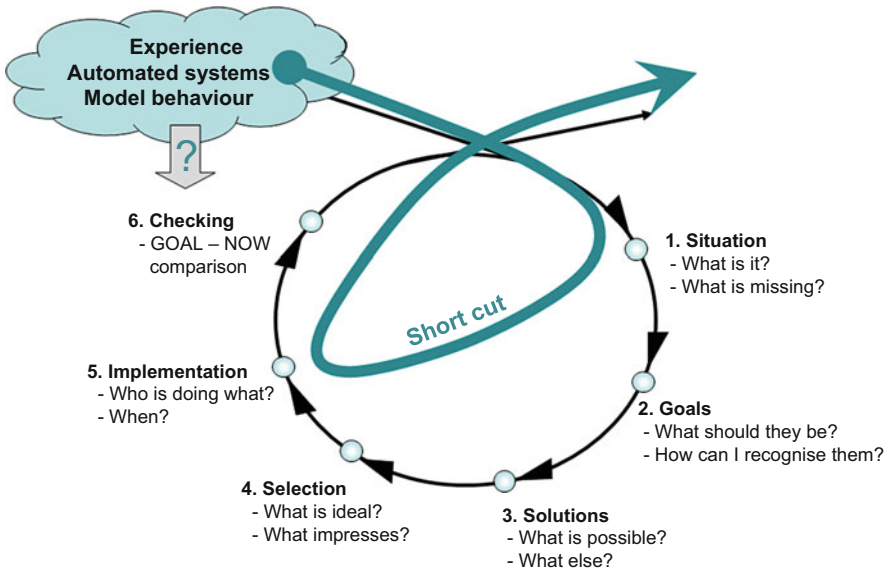 Experience
Automated systems
Model behaviour
?
6. Checking
- GOAL – NOW
comparison
1. Situation
- What is it?
- What is missing?
Short cut
5. Implementation
- Who is doing what?
- When?
2. Goals
- What should they be?
- How can I recognise them?
4. Selection
- What is ideal?
- What impresses?
3. Solutions
- What is possible?
- What else?